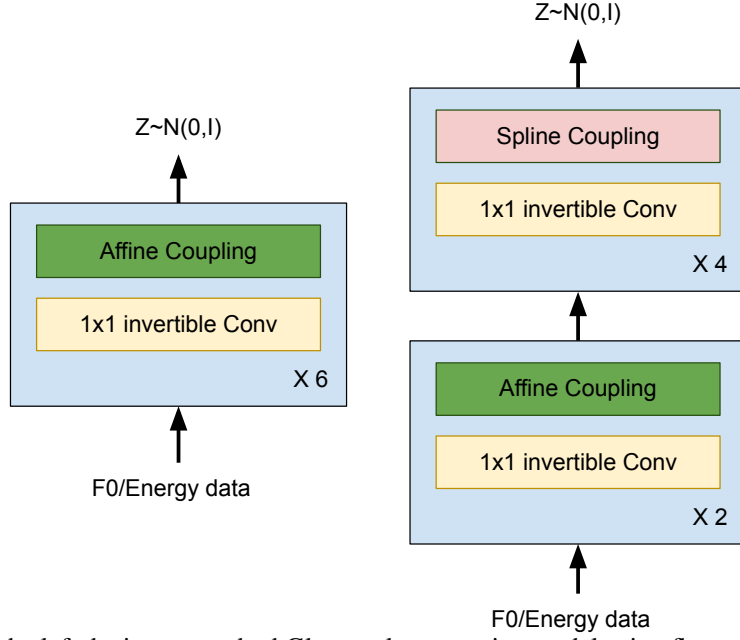 Z~N(0,I)
Affine Coupling
1x1 invertible Conv
X 6
F0/Energy data
Z~N(0,I)
Spline Coupling
1x1 invertible Conv
X 4
Affine Coupling
1x1 invertible Conv
X 2
F0/Energy data